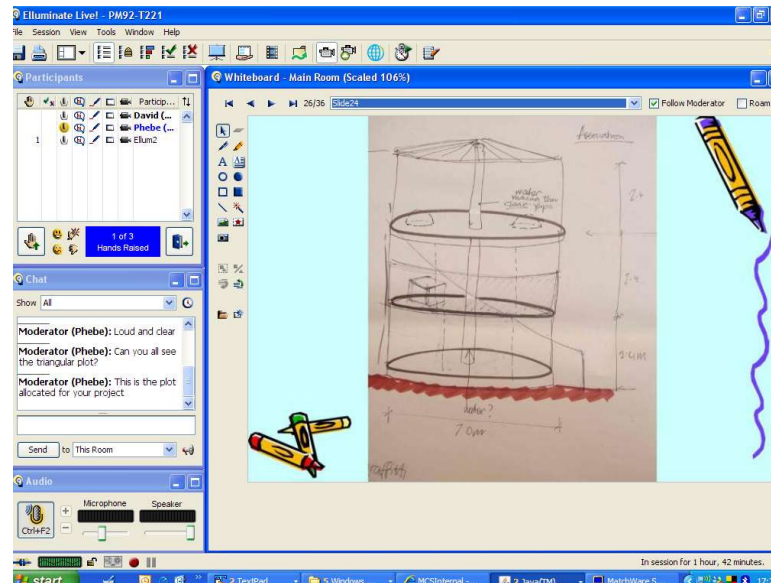 Elluminate Live! - PM92-T221
File Session View Tools Window Help
Participants
Particip...
David (...
Phebe (...
1 Ellum2
1 of 3
Hands Raised
Chat
Show All
Moderator (Phebe): Loud and clear
Moderator (Phebe): Can you all see
the triangular plot?
Moderator (Phebe): This is the plot
allocated for your project
Send to This Room
Audio
Microphone Speaker
Ctrl+F2
Whiteboard - Main Room (Scaled 106%)
26/36 Slide24 Follow Moderator Roam
water
water?
In session for 1 hour, 42 minutes.
start 2 TextPad 5 Windows ... MCSInternal - ... 2 Java(TM) ... MatchWare S...